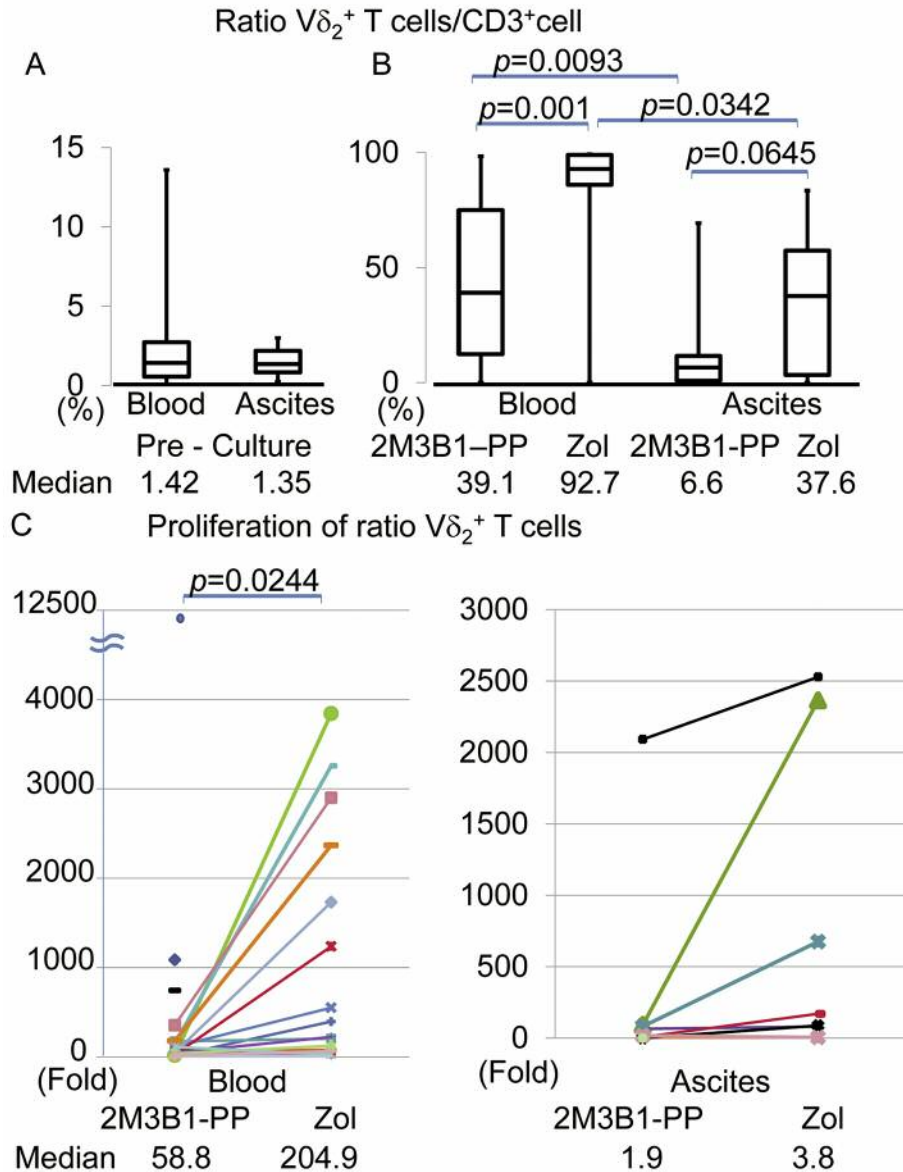 Ratio Vδ₂⁺ T cells/CD3⁺cell
A
15
10
5
0
(%)
Blood Ascites
Pre - Culture
Median 1.42 1.35
B
p=0.0093
p=0.001
p=0.0342
p=0.0645
100
50
0
(%)
Blood Ascites
2M3B1–PP Zol 2M3B1-PP Zol
39.1 92.7 6.6 37.6
C Proliferation of ratio Vδ₂⁺ T cells
p=0.0244
12500
4000
3000
2000
1000
0
(Fold)
Blood
2M3B1-PP Zol
Median 58.8 204.9
3000
2500
2000
1500
1000
500
0
(Fold)
Ascites
2M3B1-PP Zol
1.9 3.8